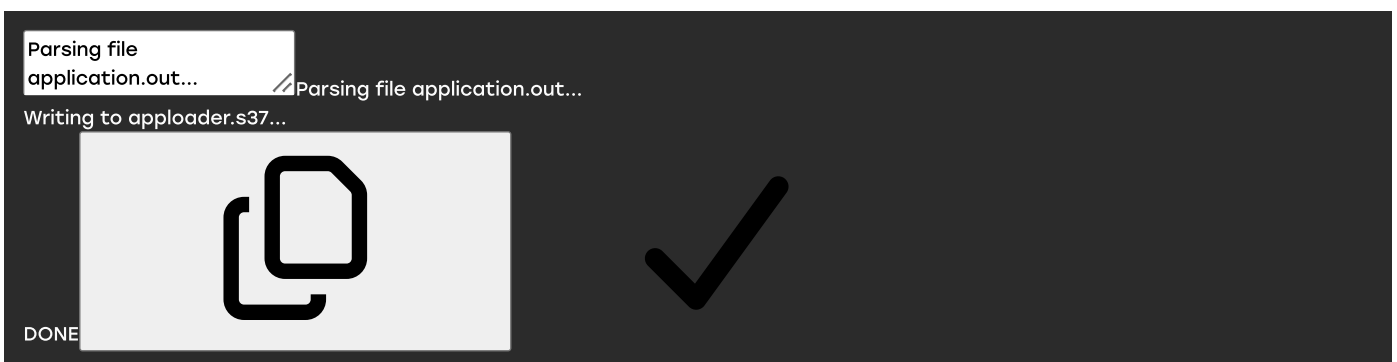 Parsing file
application.out...
Parsing file application.out...
Writing to apploader.s37...
DONE